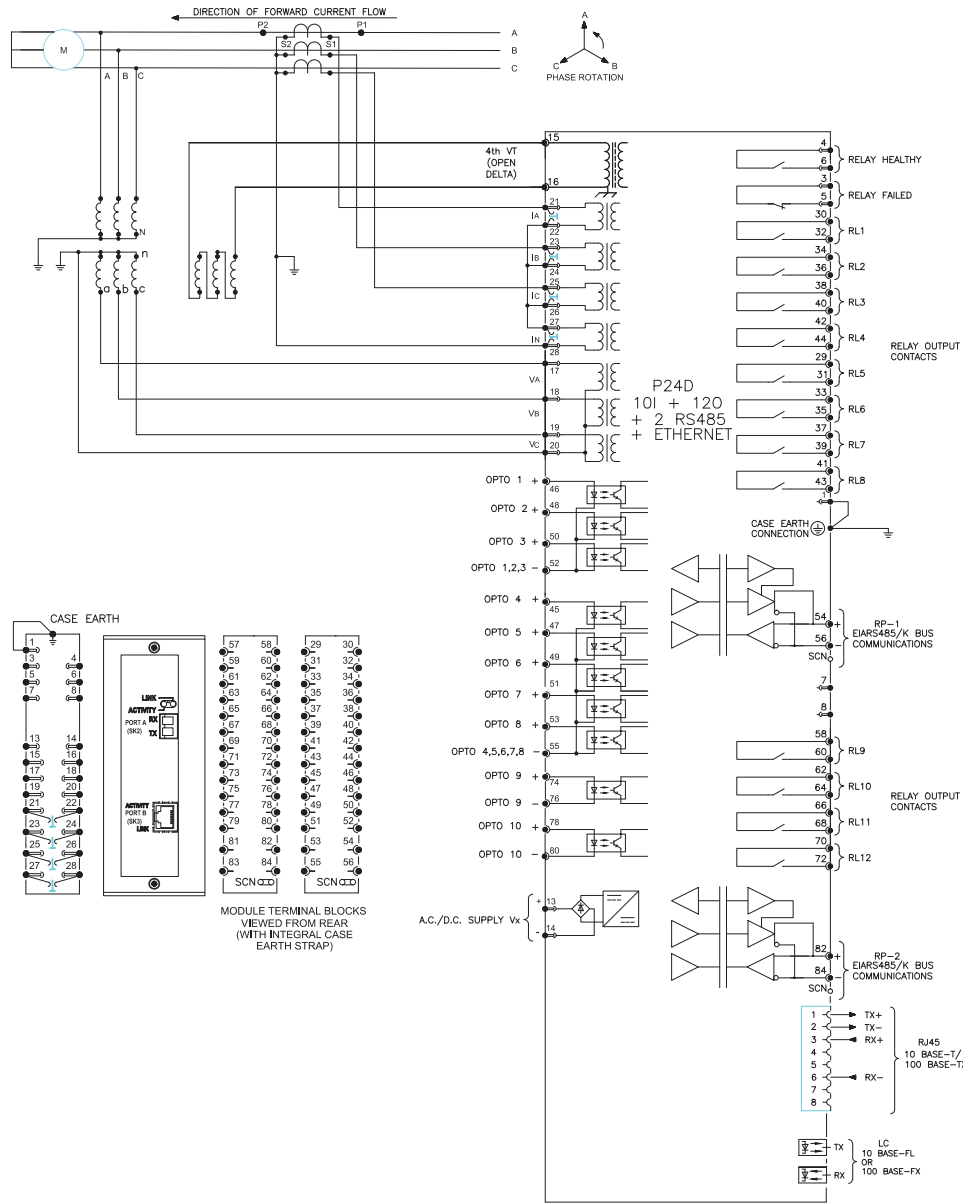 DIRECTION OF FORWARD CURRENT FLOW
P2
P1
A
B
C
M
S2
S1
A
B
C
A
C
B
PHASE ROTATION
N
n
a
b
c
15
4th VT
(OPEN
DELTA)
16
21
IA
22
23
IB
24
25
IC
26
27
IN
28
17
VA
18
VB
19
VC
20
P24D
10I + 12O
+ 2 RS485
+ ETHERNET
4
6
RELAY HEALTHY
3
5
RELAY FAILED
30
32
RL1
34
36
RL2
38
40
RL3
42
44
RL4
29
31
RL5
33
35
RL6
37
39
RL7
41
43
RL8
RELAY OUTPUT
CONTACTS
1
CASE EARTH
CONNECTION
OPTO 1 +
46
OPTO 2 +
48
OPTO 3 +
50
OPTO 1,2,3 -
52
OPTO 4 +
45
OPTO 5 +
47
OPTO 6 +
49
OPTO 7 +
51
OPTO 8 +
53
OPTO 4,5,6,7,8 -
55
OPTO 9 +
74
OPTO 9 -
76
OPTO 10 +
78
OPTO 10 -
80
A.C./D.C. SUPPLY Vx
+ 13
- 14
54 +
56 -
SCN
RP-1
EIARS485/K BUS
COMMUNICATIONS
7
8
58
60
RL9
62
64
RL10
66
68
RL11
70
72
RL12
RELAY OUTPUT
CONTACTS
82 +
84 -
SCN
RP-2
EIARS485/K BUS
COMMUNICATIONS
1 TX+
2 TX-
3 RX+
4
5
6 RX-
7
8
RJ45
10 BASE-T/
100 BASE-TX
TX
RX
LC
10 BASE-FL
OR
100 BASE-FX
CASE EARTH
1
3 4
5 6
7 8
13 14
15 16
17 18
19 20
21 22
23 24
25 26
27 28
LINK
ACTIVITY
PORT A
(SK2)
RX
TX
ACTIVITY
PORT B
(SK3)
LINK
57 58
59 60
61 62
63 64
65 66
67 68
69 70
71 72
73 74
75 76
77 78
79 80
81 82
83 84
SCN
29 30
31 32
33 34
35 36
37 38
39 40
41 42
43 44
45 46
47 48
49 50
51 52
53 54
55 56
SCN
MODULE TERMINAL BLOCKS
VIEWED FROM REAR
(WITH INTEGRAL CASE
EARTH STRAP)